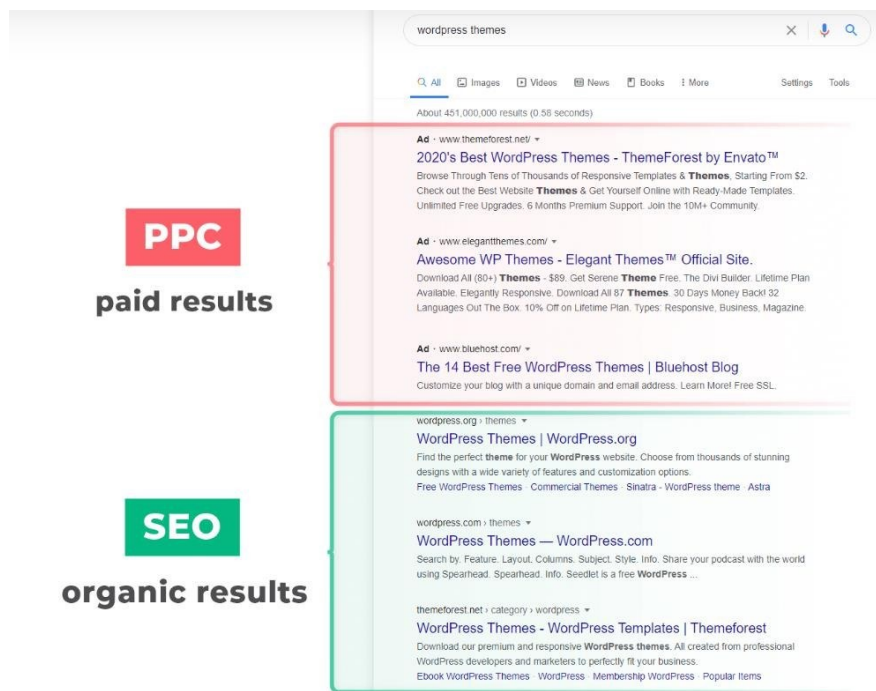 wordpress themes
All Images Videos News Books More Settings Tools
About 451,000,000 results (0.58 seconds)
Ad · www.themeforest.net/
2020's Best WordPress Themes - ThemeForest by Envato™
Browse Through Tens of Thousands of Responsive Templates & Themes, Starting From $2.
Check out the Best Website Themes & Get Yourself Online with Ready-Made Templates.
Unlimited Free Upgrades. 6 Months Premium Support. Join the 10M+ Community.
PPC
paid results
Ad · www.elegantthemes.com/
Awesome WP Themes - Elegant Themes™ Official Site.
Download All (80+) Themes - $89. Get Serene Theme Free. The Divi Builder. Lifetime Plan
Available. Elegantly Responsive. Download All 87 Themes. 30 Days Money Back! 32
Languages Out The Box. 10% Off on Lifetime Plan. Types: Responsive, Business, Magazine.
Ad · www.bluehost.com/
The 14 Best Free WordPress Themes | Bluehost Blog
Customize your blog with a unique domain and email address. Learn More! Free SSL.
wordpress.org › themes
WordPress Themes | WordPress.org
Find the perfect theme for your WordPress website. Choose from thousands of stunning
designs with a wide variety of features and customization options.
Free WordPress Themes · Commercial Themes · Sinatra - WordPress theme · Astra
SEO
organic results
wordpress.com › themes
WordPress Themes — WordPress.com
Search by. Feature. Layout. Columns. Subject. Style. Info. Share your podcast with the world
using Spearhead. Spearhead. Info. Seedlet is a free WordPress ...
themeforest.net › category › wordpress
WordPress Themes - WordPress Templates | Themeforest
Download our premium and responsive WordPress themes. All created from professional
WordPress developers and marketers to perfectly fit your business.
Ebook WordPress Themes · WordPress · Membership WordPress · Popular Items